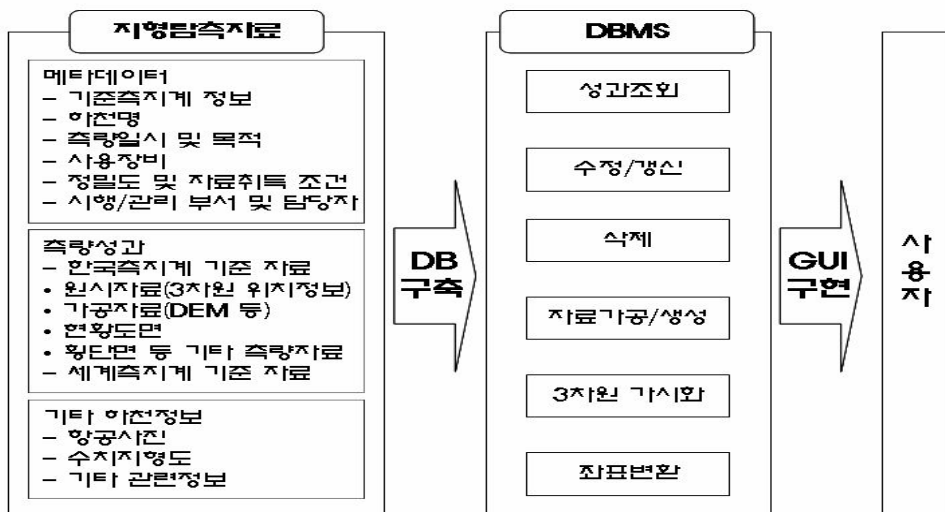 지형탐측자료
메타데이터
– 기준측지계 정보
– 하천명
– 측량일시 및 목적
– 사용장비
– 정밀도 및 자료취득 조건
– 시행/관리 부서 및 담당자
측량성과
– 한국측지계 기준 자료
• 원시자료(3차원 위치정보)
• 가공자료(DEM 등)
• 현황도면
• 횡단면 등 기타 측량자료
– 세계측지계 기준 자료
기타 하천정보
– 항공사진
– 수치지형도
– 기타 관련정보
DB
구축
DBMS
성과조회
수정/갱신
삭제
자료가공/생성
3차원 가시화
좌표변환
GUI
구현
사
용
자